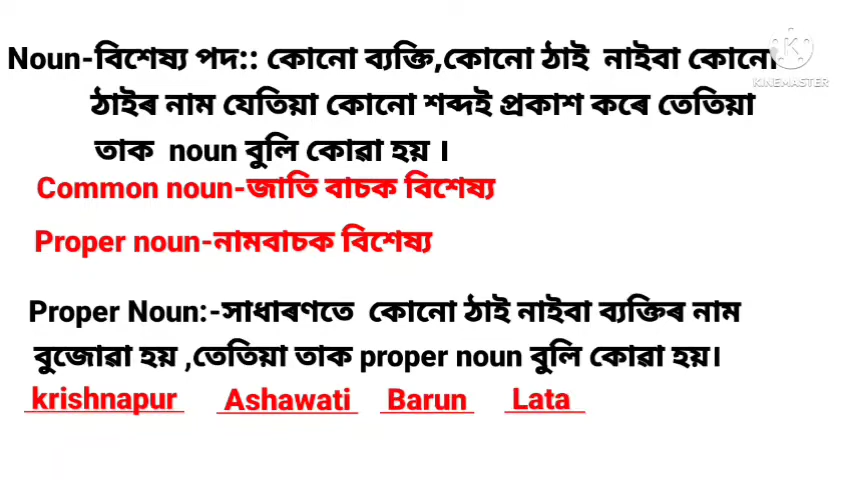 Noun-বিশেষ্য পদ:: কোনো ব্যক্তি,কোনো ঠাই নাইবা কোনো
ঠাইৰ নাম যেতিয়া কোনো শব্দই প্ৰকাশ কৰে তেতিয়া
তাক noun বুলি কোৱা হয় ।
Common noun-জাতি বাচক বিশেষ্য
Proper noun-নামবাচক বিশেষ্য
Proper Noun:-সাধাৰণতে কোনো ঠাই নাইবা ব্যক্তিৰ নাম
বুজোৱা হয় ,তেতিয়া তাক proper noun বুলি কোৱা হয়।
krishnapur Ashawati Barun Lata
KINEMASTER